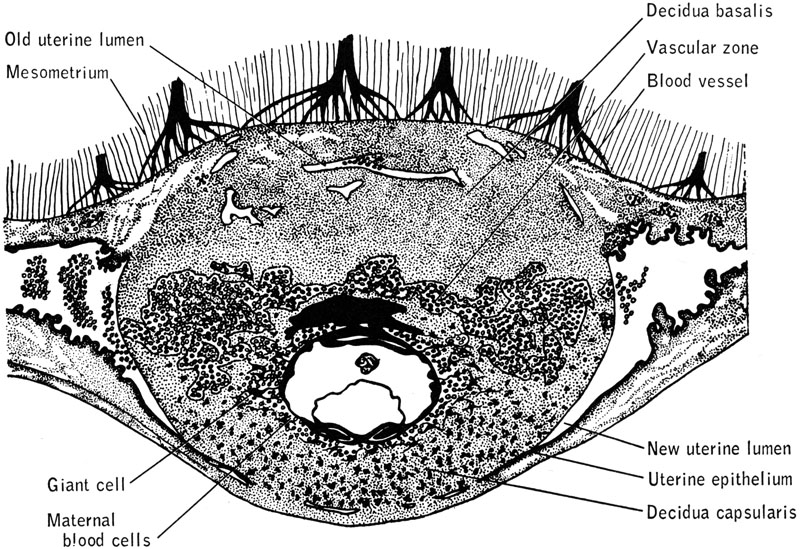 Old uterine lumen
Mesometrium
Decidua basalis
Vascular zone
Blood vessel
Giant cell
Maternal
blood cells
New uterine lumen
Uterine epithelium
Decidua capsularis